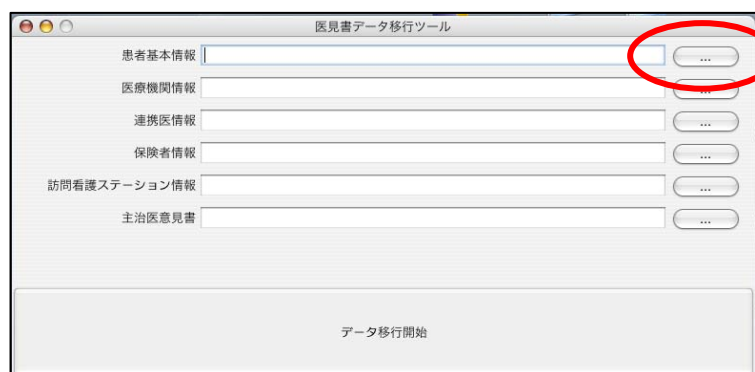 医見書データ移行ツール
患者基本情報 ...
医療機関情報 ...
連携医情報 ...
保険者情報 ...
訪問看護ステーション情報 ...
主治医意見書 ...
データ移行開始